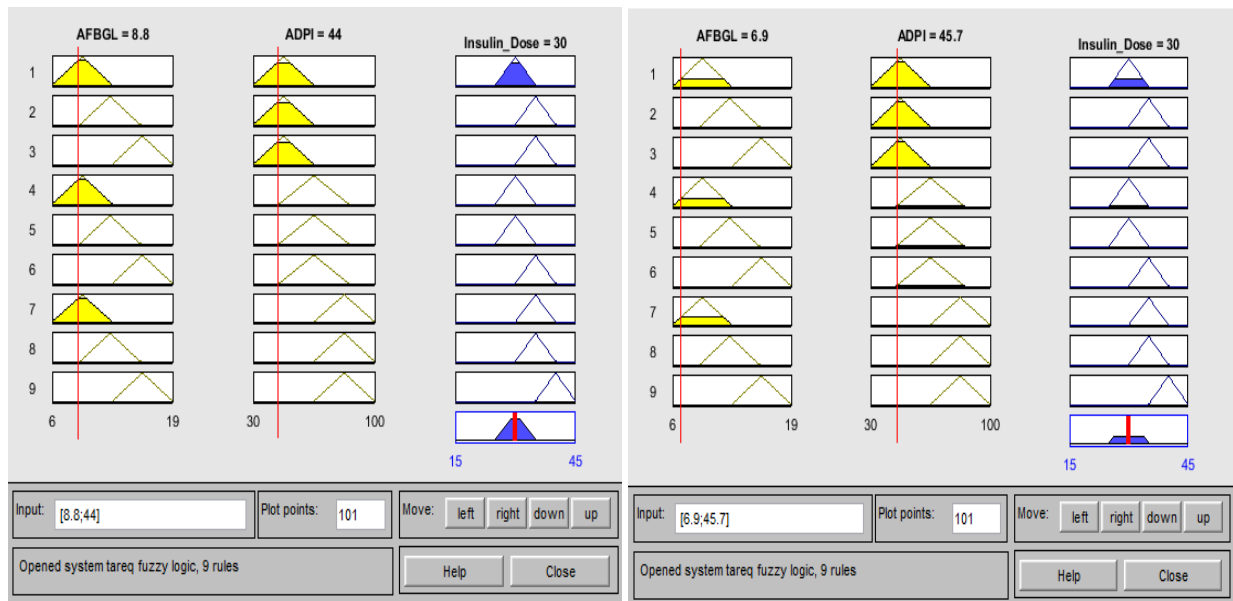 AFBGL = 8.8 ADPI = 44 Insulin_Dose = 30
1
2
3
4
5
6
7
8
9
6 19 30 100
15 45
Input: [8.8;44] Plot points: 101 Move: left right down up
Opened system tareq fuzzy logic, 9 rules Help Close
AFBGL = 6.9 ADPI = 45.7 Insulin_Dose = 30
1
2
3
4
5
6
7
8
9
6 19 30 100
15 45
Input: [6.9;45.7] Plot points: 101 Move: left right down up
Opened system tareq fuzzy logic, 9 rules Help Close